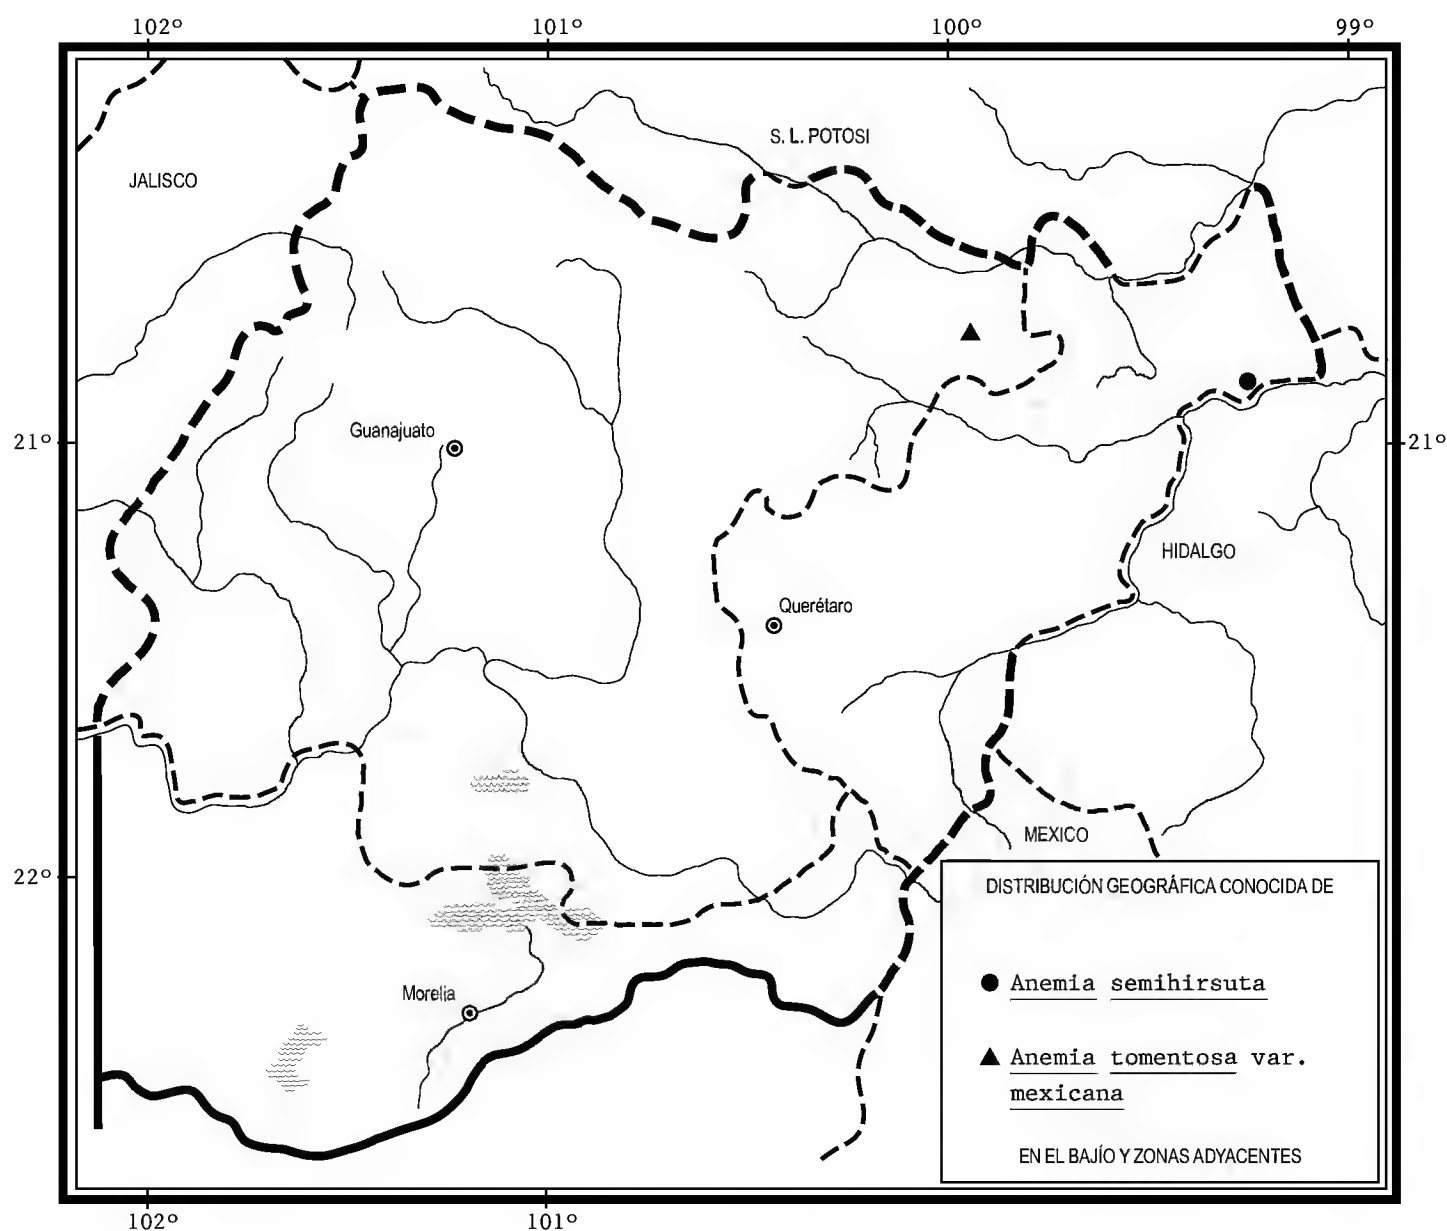 102° 101° 100° 99°
S. L. POTOSI
JALISCO
Guanajuato
21° 21°
HIDALGO
Querétaro
MEXICO
22°
DISTRIBUCIÓN GEOGRÁFICA CONOCIDA DE
Anemia semihirsuta
Morelia
Anemia tomentosa var.
mexicana
EN EL BAJÍO Y ZONAS ADYACENTES
102° 101°